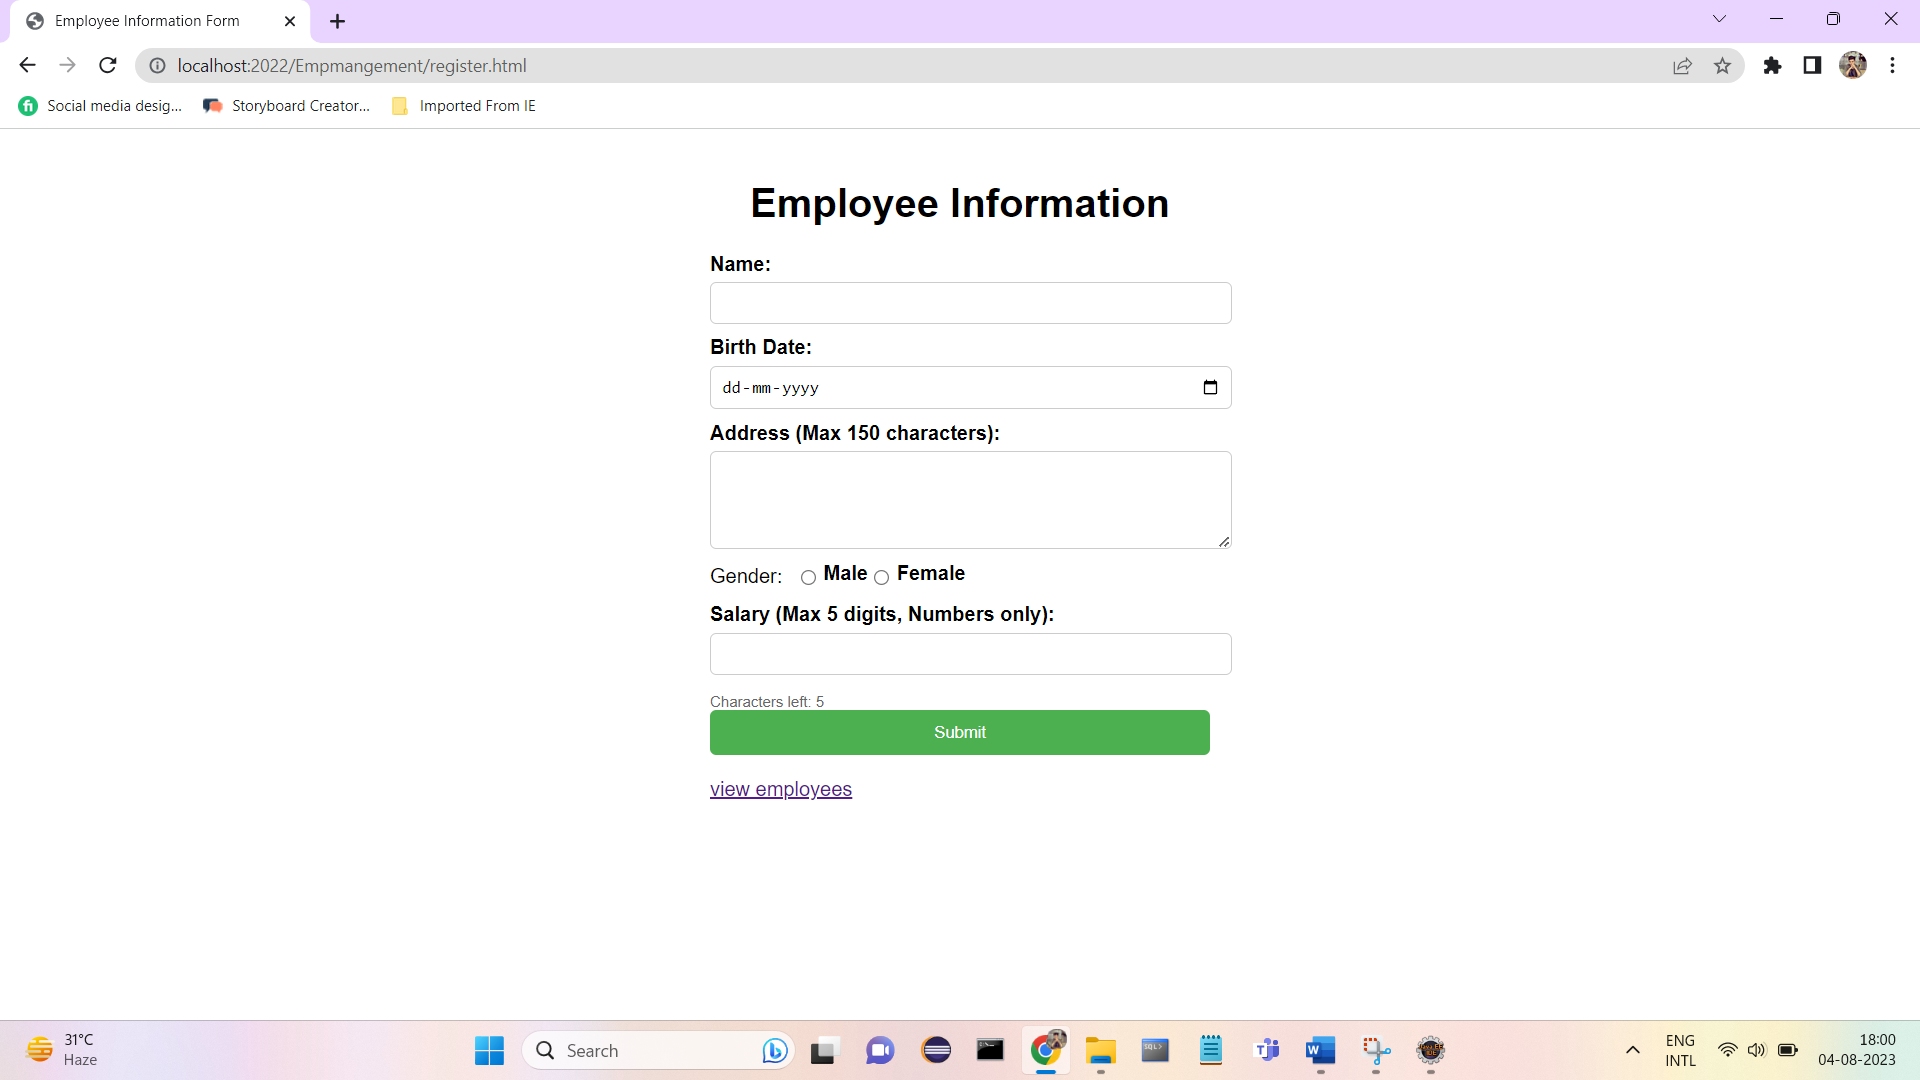 Employee Information Form
localhost:2022/Empmangement/register.html
Social media desig... Storyboard Creator... Imported From IE
Employee Information
Name:
Birth Date:
dd-mm-yyyy
Address (Max 150 characters):
Gender: Male Female
Salary (Max 5 digits, Numbers only):
Characters left: 5
Submit
view employees
31°C
Haze
Search
ENG
INTL
18:00
04-08-2023